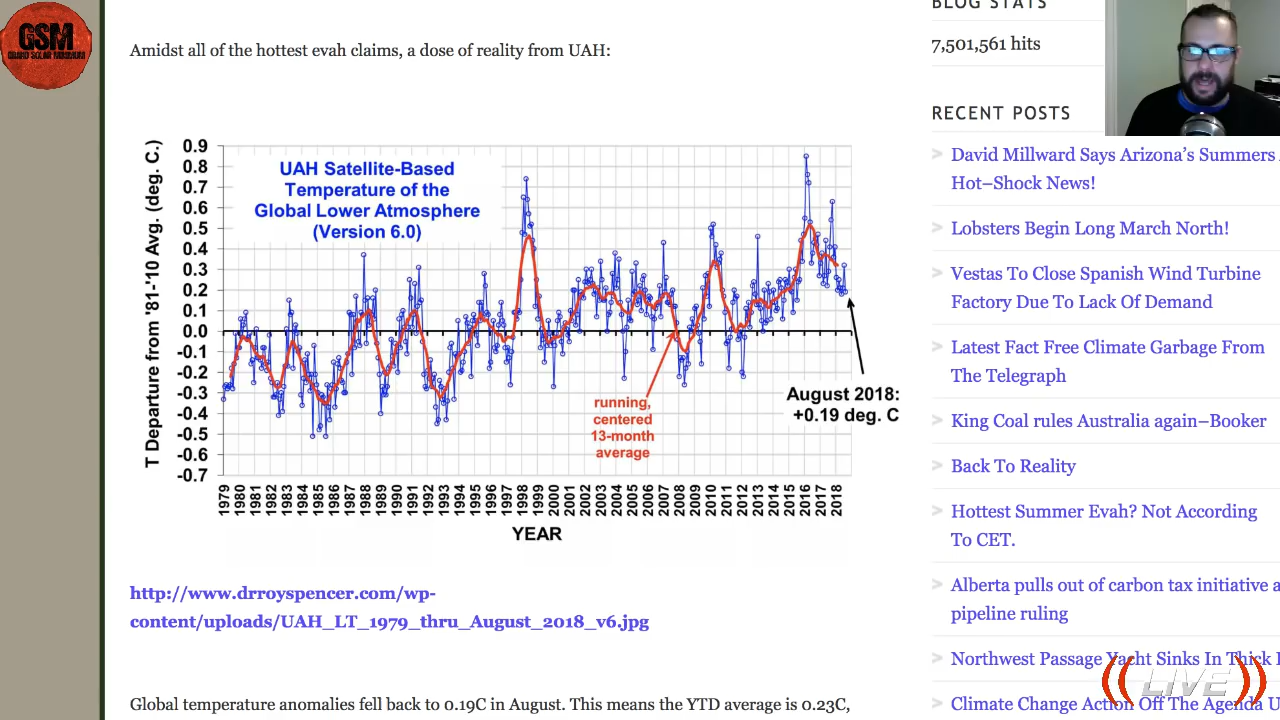 GSM
GRAND SOLAR MINIMUM
Amidst all of the hottest evah claims, a dose of reality from UAH:
UAH Satellite-Based
Temperature of the
Global Lower Atmosphere
(Version 6.0)
T Departure from '81-'10 Avg. (deg. C.)
0.9
0.8
0.7
0.6
0.5
0.4
0.3
0.2
0.1
0.0
-0.1
-0.2
-0.3
-0.4
-0.5
-0.6
-0.7
running,
centered
13-month
average
August 2018:
+0.19 deg. C
1979 1980 1981 1982 1983 1984 1985 1986 1987 1988 1989 1990 1991 1992 1993 1994 1995 1996 1997 1998 1999 2000 2001 2002 2003 2004 2005 2006 2007 2008 2009 2010 2011 2012 2013 2014 2015 2016 2017 2018
YEAR
http://www.drroyspencer.com/wp-
content/uploads/UAH_LT_1979_thru_August_2018_v6.jpg
Global temperature anomalies fell back to 0.19C in August. This means the YTD average is 0.23C,
BLOG STATS
7,501,561 hits
RECENT POSTS
David Millward Says Arizona's Summers
Hot–Shock News!
Lobsters Begin Long March North!
Vestas To Close Spanish Wind Turbine
Factory Due To Lack Of Demand
Latest Fact Free Climate Garbage From
The Telegraph
King Coal rules Australia again–Booker
Back To Reality
Hottest Summer Evah? Not According
To CET.
Alberta pulls out of carbon tax initiative a
pipeline ruling
Northwest Passage Yacht Sinks In Thick
Climate Change Action Off The Agenda U
LIVE